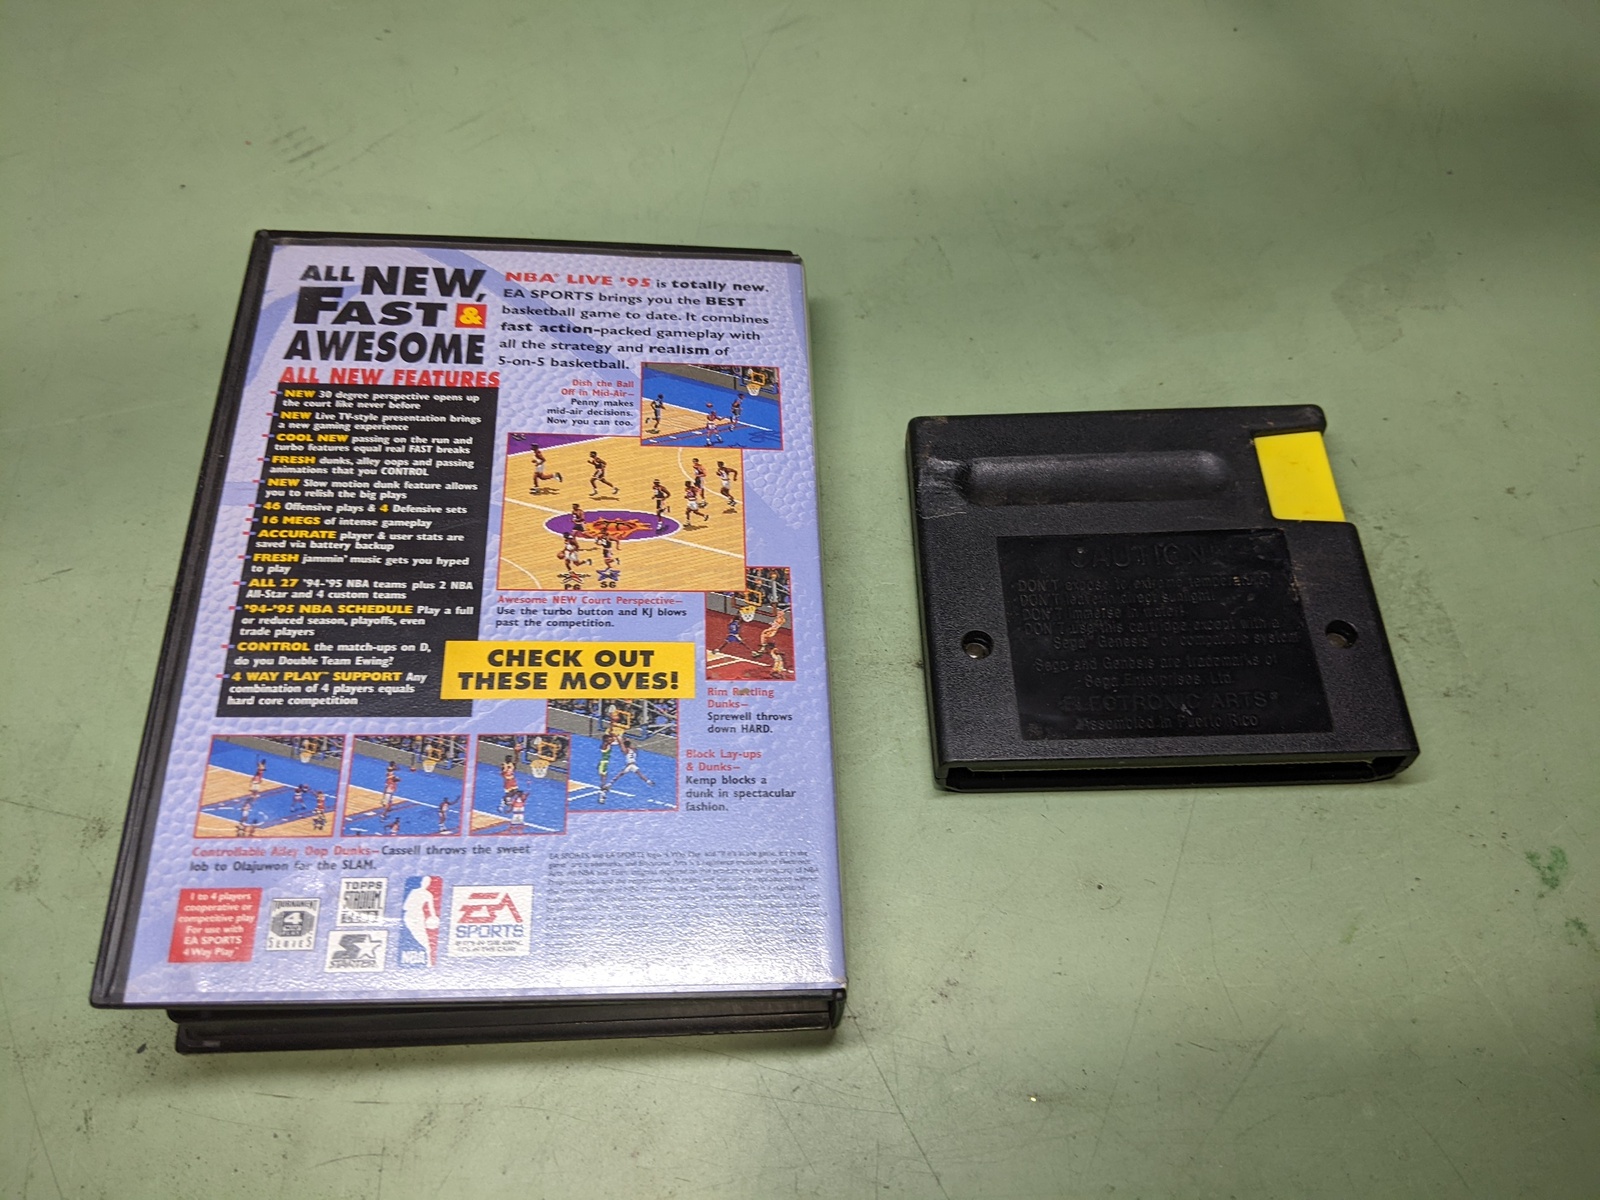 ALL NEW,
FAST &
AWESOME
ALL NEW FEATURES
NEW 30 degree perspective opens up
the court like never before
NEW Live TV-style presentation brings
a new gaming experience
COOL NEW passing on the run and
turbo features equal real FAST breaks
FRESH dunks, alley oops and passing
animations that you CONTROL
NEW Slow motion dunk feature allows
you to relish the big plays
46 Offensive plays & 4 Defensive sets
16 MEGS of intense gameplay
ACCURATE player & user stats are
saved via battery backup
FRESH jammin' music gets you hyped
to play
ALL 27 '94-'95 NBA teams plus 2 NBA
All-Star and 4 custom teams
'94-'95 NBA SCHEDULE Play a full
or reduced season, playoffs, even
trade players
CONTROL the match-ups on D,
do you Double Team Ewing?
4 WAY PLAY™ SUPPORT Any
combination of 4 players equals
hard core competition
NBA® LIVE '95 is totally new.
EA SPORTS brings you the BEST
basketball game to date. It combines
fast action-packed gameplay with
all the strategy and realism of
5-on-5 basketball.
Dish the Ball
Off in Mid-Air—
Penny makes
mid-air decisions.
Now you can too.
PG SG
Awesome NEW Court Perspective—
Use the turbo button and KJ blows
past the competition.
CHECK OUT
THESE MOVES!
Rim Rattling
Dunks—
Sprewell throws
down HARD.
Block Lay-ups
& Dunks—
Kemp blocks a
dunk in spectacular
fashion.
Controllable Alley Oop Dunks—Cassell throws the sweet
lob to Olajuwon for the SLAM.
1 to 4 players
cooperative or
competitive play
For use with
EA SPORTS
4 Way Play™
TOURNAMENT
4
SERIES
TOPPS
STADIUM
CLUB
STARTER
NBA
EA
SPORTS
CAUTION
DON'T
Sega Genesis
system
Sega and Genesis are trademarks of
Sega Enterprises, Ltd.
ELECTRONIC ARTS®
Assembled in Puerto Rico